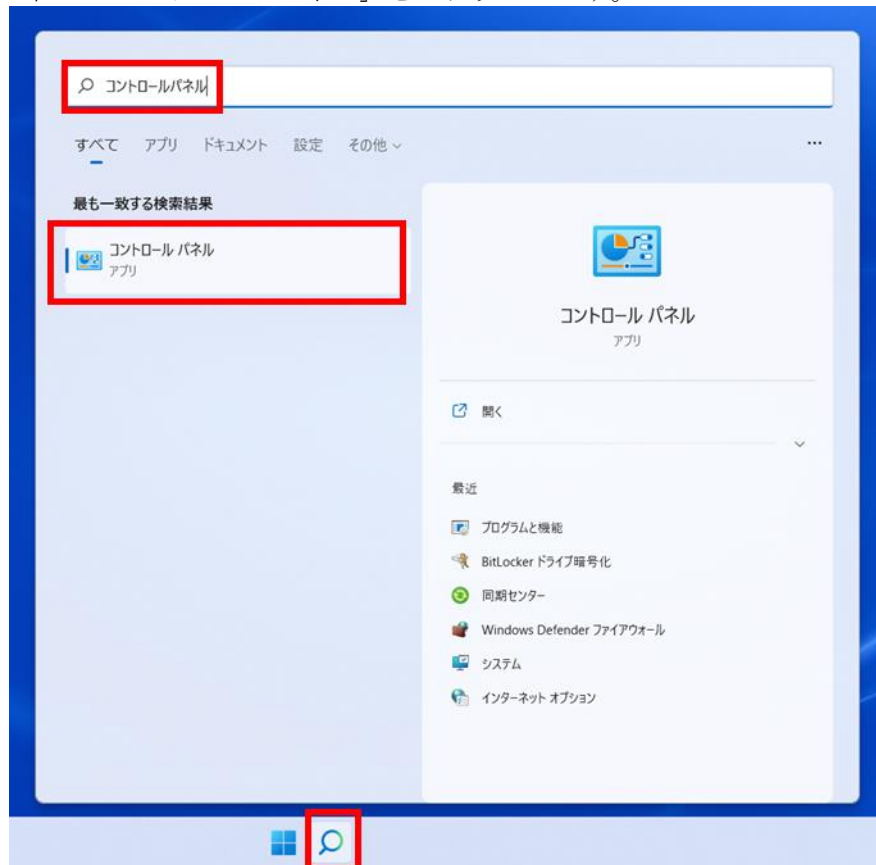 コントロールパネル
すべて アプリ ドキュメント 設定 その他
最も一致する検索結果
コントロール パネル
アプリ
コントロール パネル
アプリ
開く
最近
プログラムと機能
BitLocker ドライブ暗号化
同期センター
Windows Defender ファイアウォール
システム
インターネット オプション